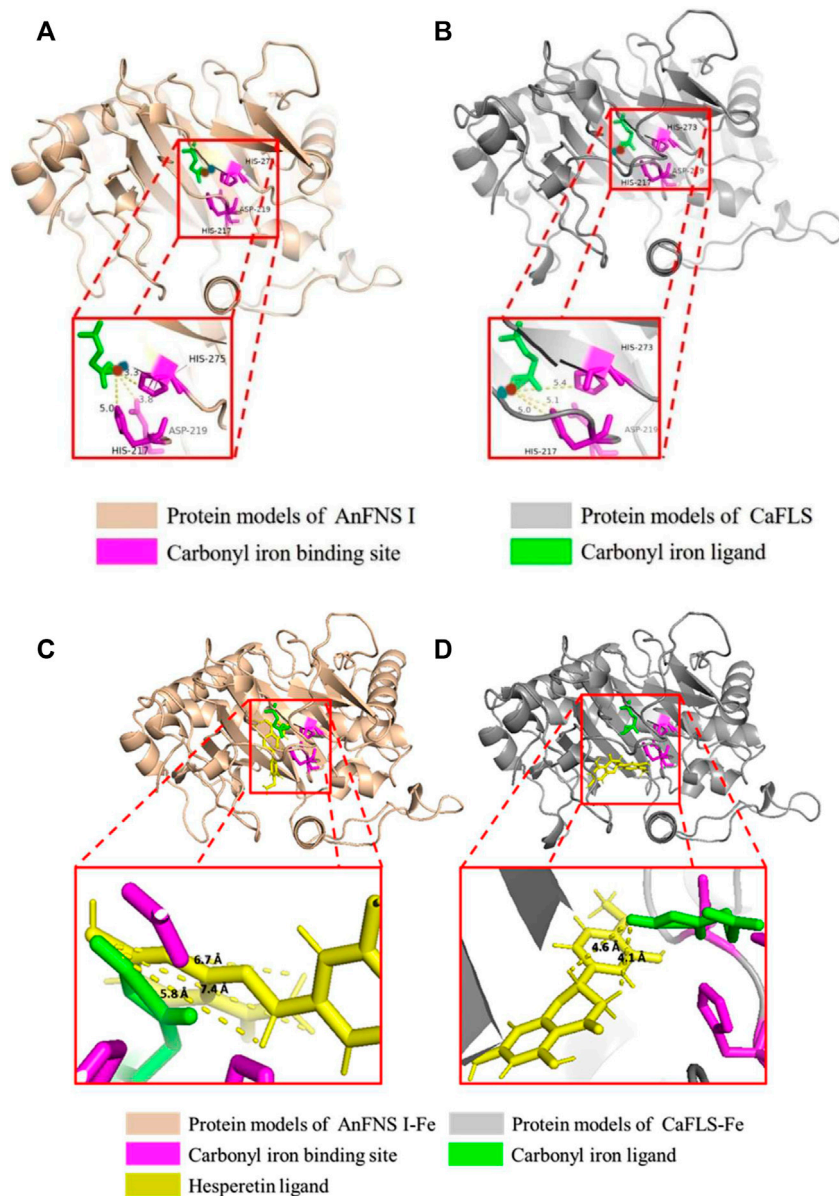 A
B
HIS-273
ASP-219
HIS-217
HIS-273
ASP-219
HIS-217
3.3
3.8
5.0
HIS-275
ASP-219
HIS-217
5.4
5.1
5.0
HIS-273
ASP-219
HIS-217
Protein models of AnFNS I
Protein models of CaFLS
Carbonyl iron binding site
Carbonyl iron ligand
C
D
6.7 Å
7.4 Å
5.8 Å
4.6 Å
4.1 Å
Protein models of AnFNS I-Fe
Protein models of CaFLS-Fe
Carbonyl iron binding site
Carbonyl iron ligand
Hesperetin ligand